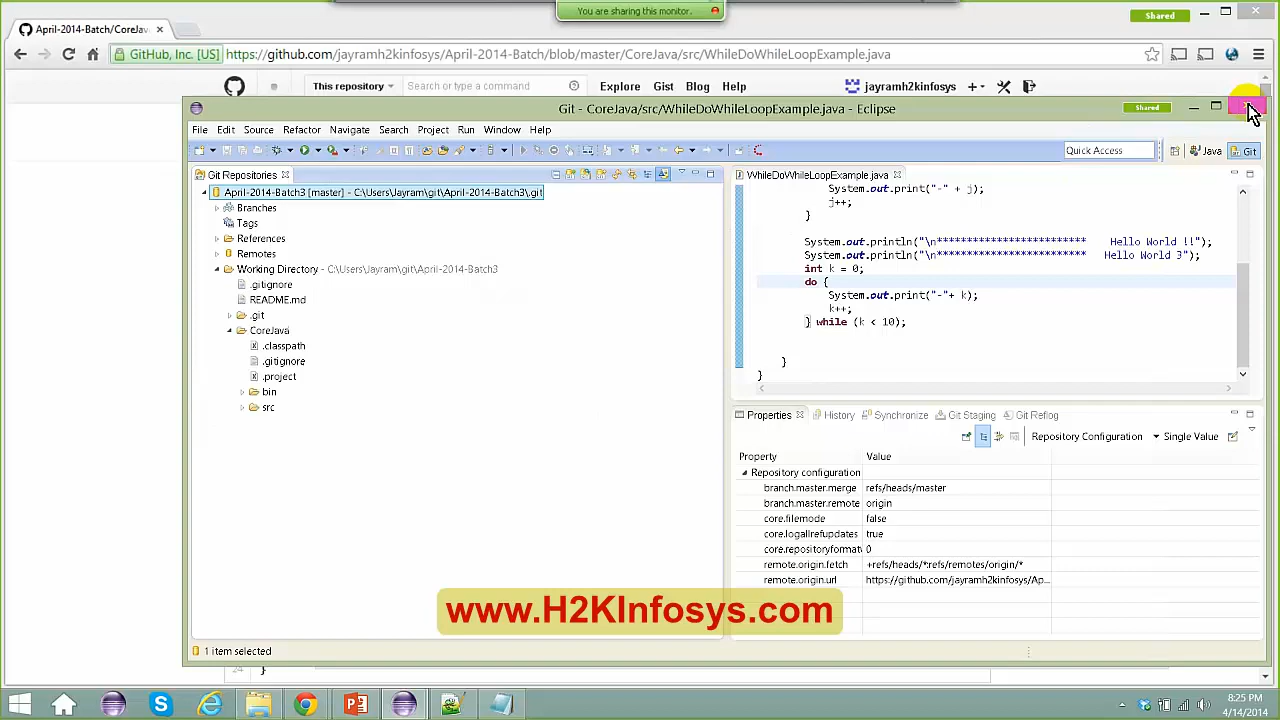 You are sharing this monitor.
Shared
April-2014-Batch/CoreJava
GitHub, Inc. [US]
https://github.com/jayramh2kinfosys/April-2014-Batch/blob/master/CoreJava/src/WhileDoWhileLoopExample.java
This repository
Search or type a command
Explore Gist Blog Help
jayramh2kinfosys
Git - CoreJava/src/WhileDoWhileLoopExample.java - Eclipse
Shared
File Edit Source Refactor Navigate Search Project Run Window Help
Quick Access
Java
Git
Git Repositories
April-2014-Batch3 [master] - C:\Users\Jayram\git\April-2014-Batch3\.git
Branches
Tags
References
Remotes
Working Directory - C:\Users\Jayram\git\April-2014-Batch3
.gitignore
README.md
.git
CoreJava
.classpath
.gitignore
.project
bin
src
WhileDoWhileLoopExample.java
System.out.print("-" + j);
j++;
}
System.out.println("\n************************* Hello World !!");
System.out.println("\n************************* Hello World 3");
int k = 0;
do {
System.out.print("-"+ k);
k++;
} while (k < 10);
}
}
Properties History Synchronize Git Staging Git Reflog
Repository Configuration Single Value
Property Value
Repository configuration
branch.master.merge refs/heads/master
branch.master.remote origin
core.filemode false
core.logallrefupdates true
core.repositoryformat 0
remote.origin.fetch +refs/heads/*:refs/remotes/origin/*
remote.origin.url https://github.com/jayramh2kinfosys/Ap...
www.H2KInfosys.com
1 item selected
24 }
8:25 PM
4/14/2014